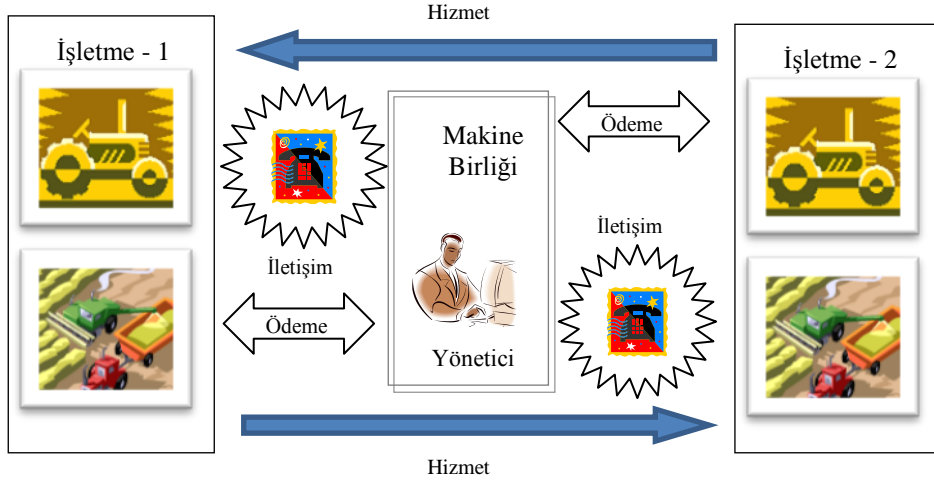 Hizmet
İşletme - 1
İşletme - 2
Makine
Birliği
Ödeme
İletişim
İletişim
Ödeme
Yönetici
Hizmet